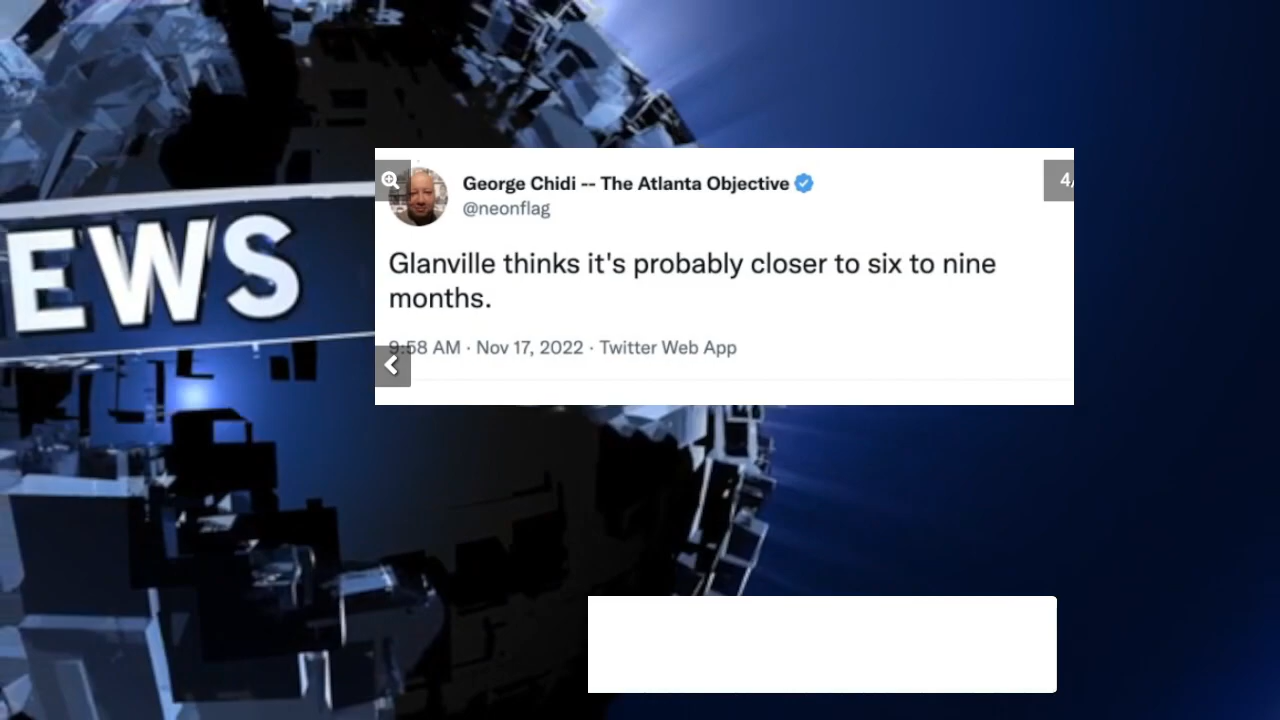 EWS
George Chidi -- The Atlanta Objective
@neonflag
4/
Glanville thinks it's probably closer to six to nine
months.
9:58 AM · Nov 17, 2022 · Twitter Web App